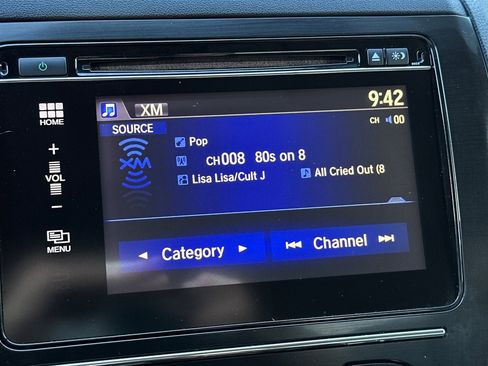 XM
9:42
SOURCE
CH 00
Pop
XM
CH008 80s on 8
Lisa Lisa/Cult J All Cried Out (8
Category
Channel
HOME
+
VOL
−
MENU